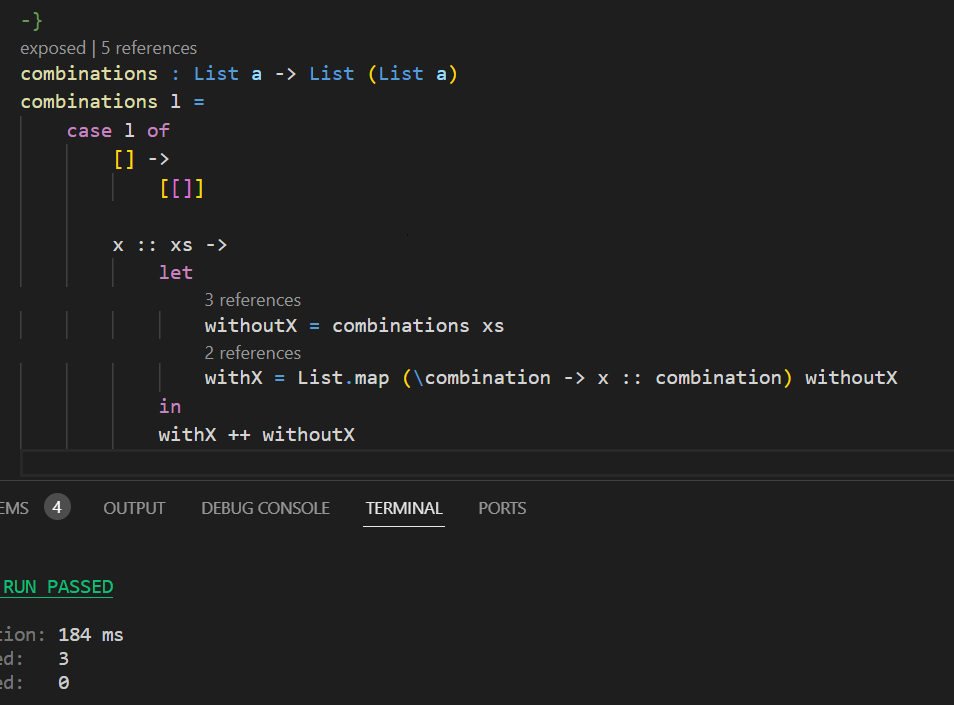 -}
exposed | 5 references
combinations : List a -> List (List a)
combinations l =
case l of
[] ->
[[]]
x :: xs ->
let
3 references
withoutX = combinations xs
2 references
withX = List.map (\combination -> x :: combination) withoutX
in
withX ++ withoutX
EMS 4 OUTPUT DEBUG CONSOLE TERMINAL PORTS
RUN PASSED
tion: 184 ms
ed: 3
ed: 0